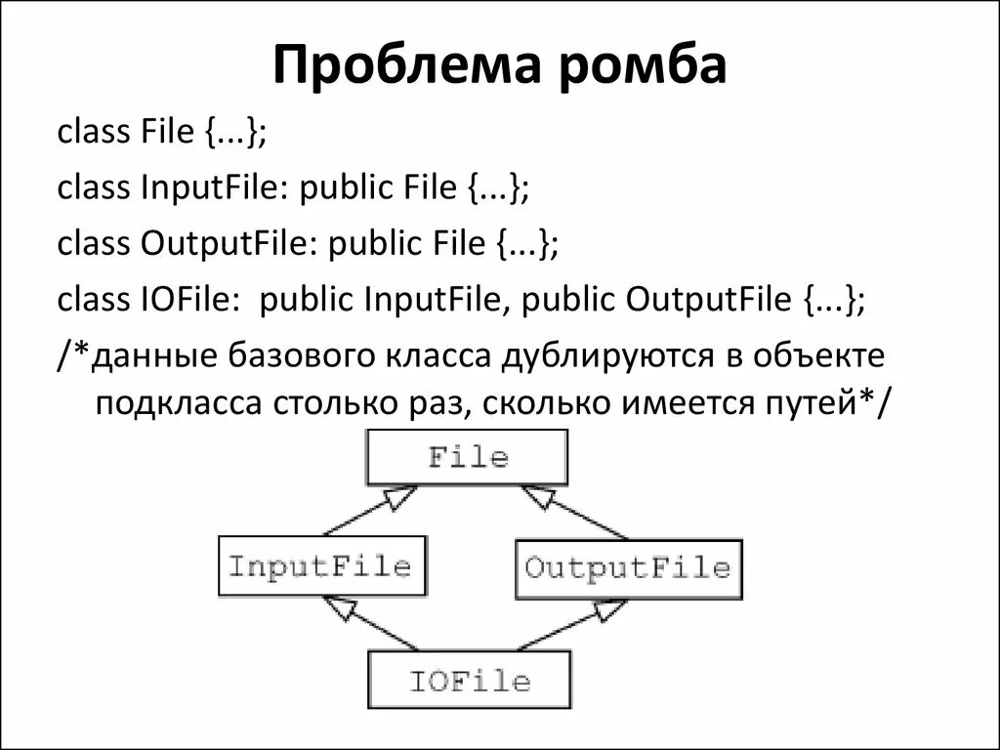 Проблема ромба
class File {...};
class InputFile: public File {...};
class OutputFile: public File {...};
class IOFile:  public InputFile, public OutputFile {...};
/*данные базового класса дублируются в объекте
подкласса столько раз, сколько имеется путей*/
File
InputFile
OutputFile
IOFile